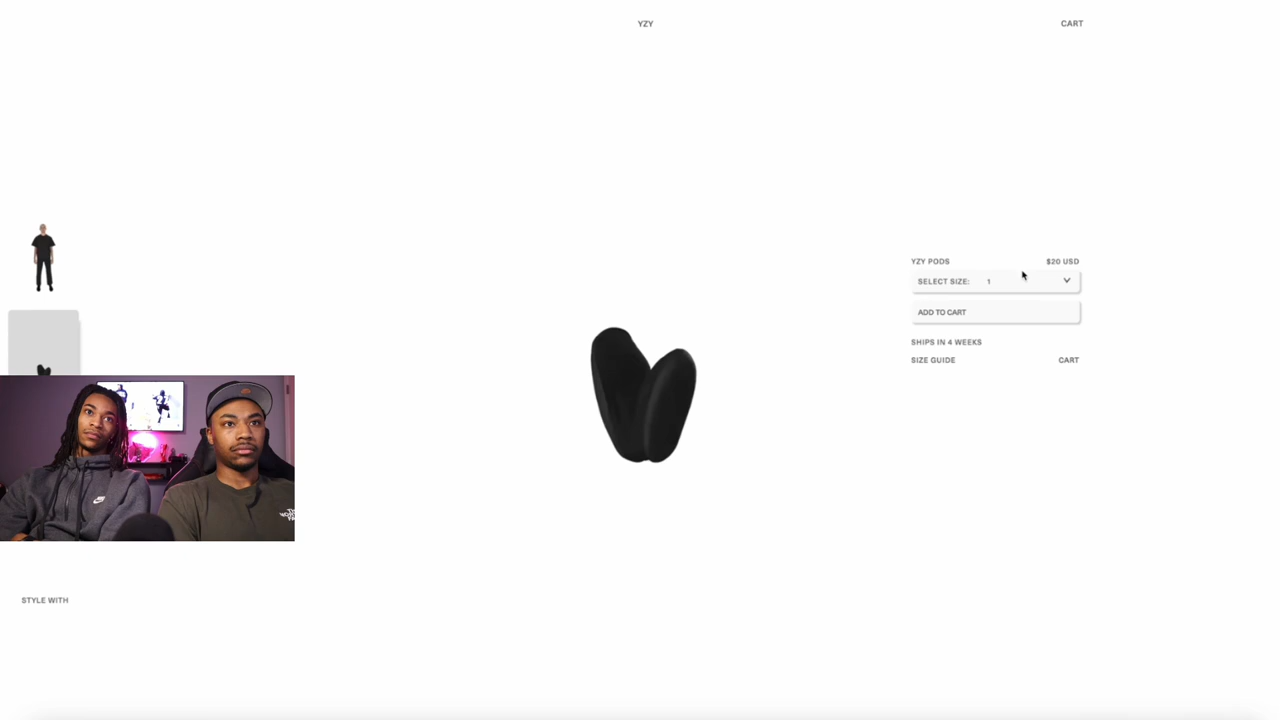 YZY
CART
YZY PODS
$20 USD
SELECT SIZE: 1
ADD TO CART
SHIPS IN 4 WEEKS
SIZE GUIDE
CART
STYLE WITH